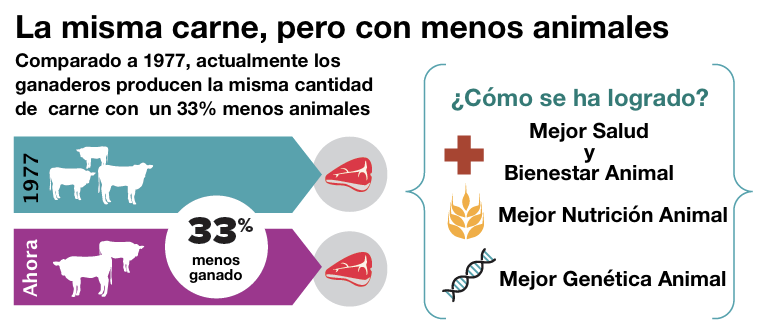 La misma carne, pero con menos animales
Comparado a 1977, actualmente los
ganaderos producen la misma cantidad
de carne con un 33% menos animales
1977
33%
menos
ganado
Ahora
¿Cómo se ha logrado?
Mejor Salud
y
Bienestar Animal
Mejor Nutrición Animal
Mejor Genética Animal